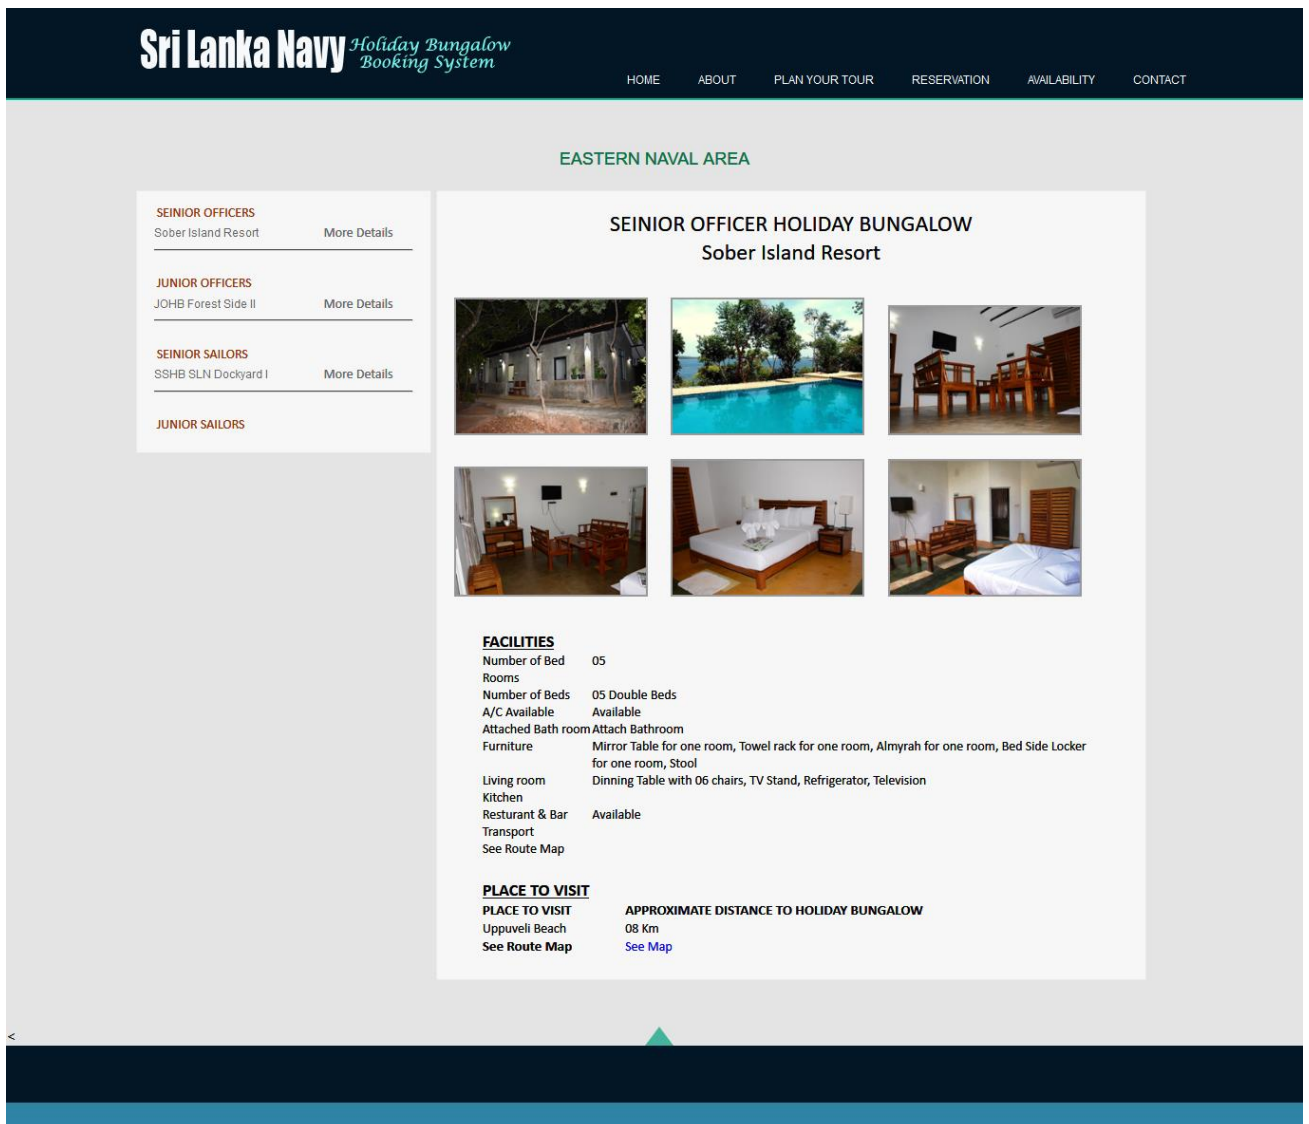 Sri Lanka Navy Holiday Bungalow
Booking System
HOME ABOUT PLAN YOUR TOUR RESERVATION AVAILABILITY CONTACT
EASTERN NAVAL AREA
SEINIOR OFFICERS
Sober Island Resort More Details
JUNIOR OFFICERS
JOHB Forest Side II More Details
SEINIOR SAILORS
SSHB SLN Dockyard I More Details
JUNIOR SAILORS
SEINIOR OFFICER HOLIDAY BUNGALOW
Sober Island Resort
FACILITIES
Number of Bed 05
Rooms
Number of Beds 05 Double Beds
A/C Available Available
Attached Bath room Attach Bathroom
Furniture Mirror Table for one room, Towel rack for one room, Almyrah for one room, Bed Side Locker
for one room, Stool
Living room Dinning Table with 06 chairs, TV Stand, Refrigerator, Television
Kitchen
Resturant & Bar Available
Transport
See Route Map
PLACE TO VISIT
PLACE TO VISIT APPROXIMATE DISTANCE TO HOLIDAY BUNGALOW
Uppuveli Beach 08 Km
See Route Map See Map
<